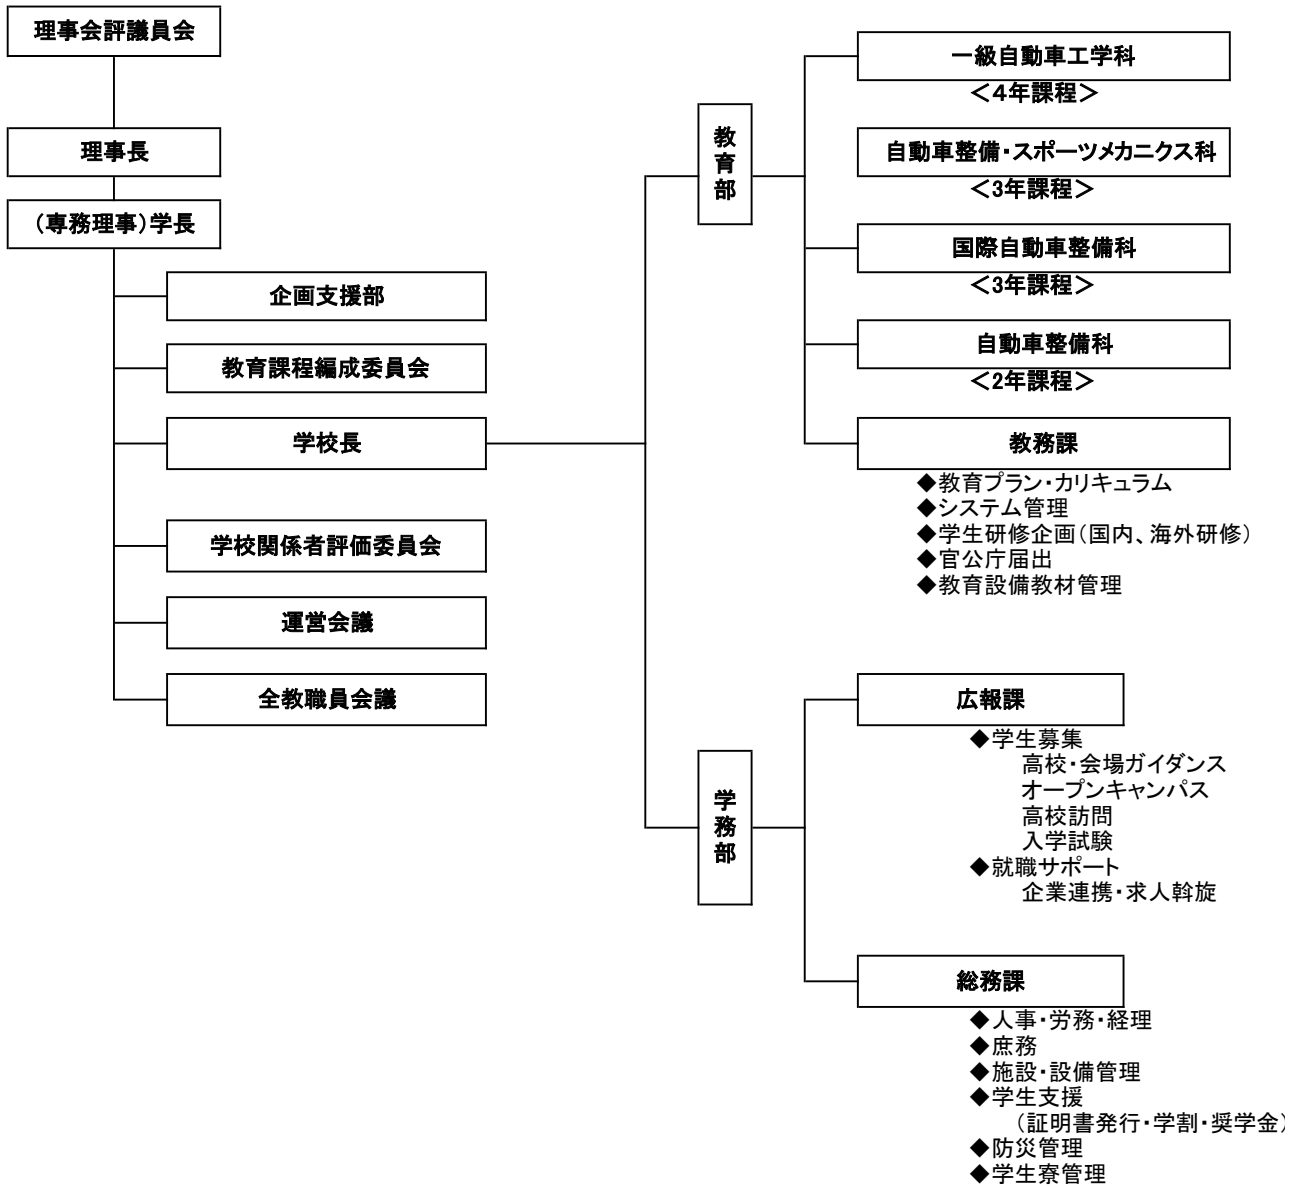 理事会評議員会
理事長
(専務理事)学長
企画支援部
教育課程編成委員会
学校長
学校関係者評価委員会
運営会議
全教職員会議
教育部
一級自動車工学科
<4年課程>
自動車整備・スポーツメカニクス科
<3年課程>
国際自動車整備科
<3年課程>
自動車整備科
<2年課程>
教務課
◆教育プラン・カリキュラム
◆システム管理
◆学生研修企画(国内、海外研修)
◆官公庁届出
◆教育設備教材管理
学務部
広報課
◆学生募集
高校・会場ガイダンス
オープンキャンパス
高校訪問
入学試験
◆就職サポート
企業連携・求人斡旋
総務課
◆人事・労務・経理
◆庶務
◆施設・設備管理
◆学生支援
(証明書発行・学割・奨学金)
◆防災管理
◆学生寮管理